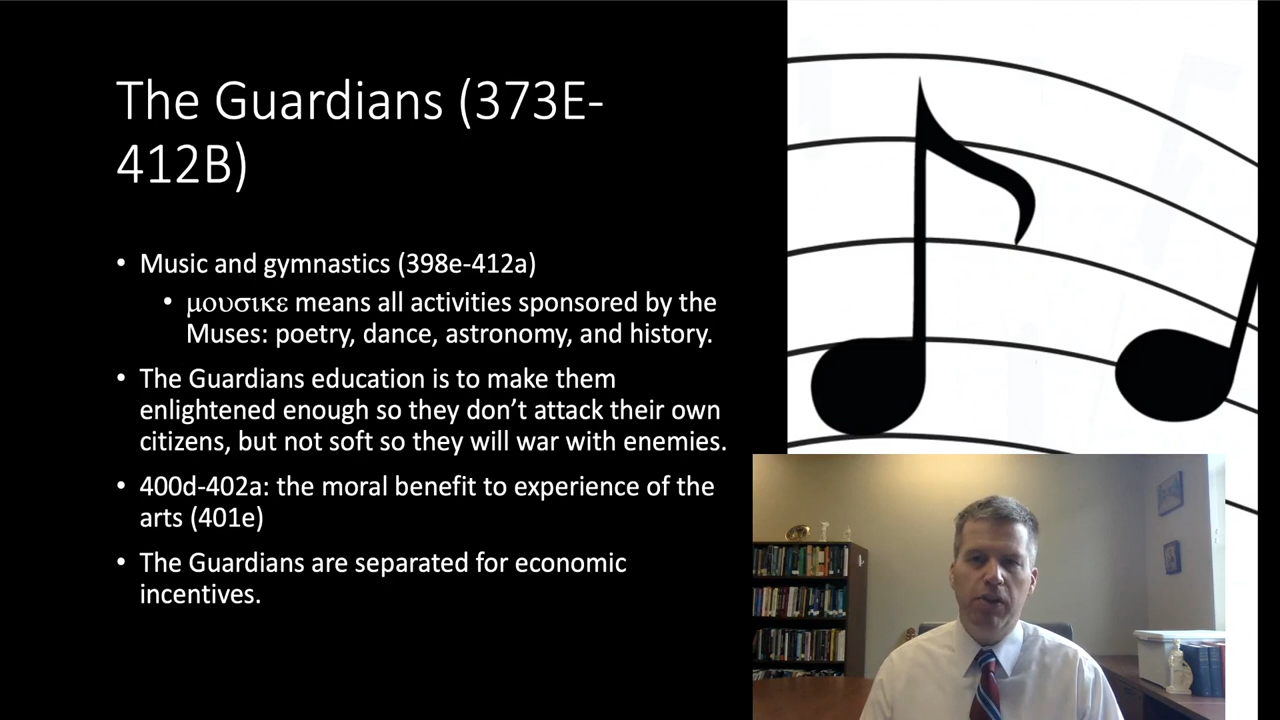 The Guardians (373E-
412B)
• Music and gymnastics (398e-412a)
• μουσικε means all activities sponsored by the
Muses: poetry, dance, astronomy, and history.
• The Guardians education is to make them
enlightened enough so they don’t attack their own
citizens, but not soft so they will war with enemies.
• 400d-402a: the moral benefit to experience of the
arts (401e)
• The Guardians are separated for economic
incentives.